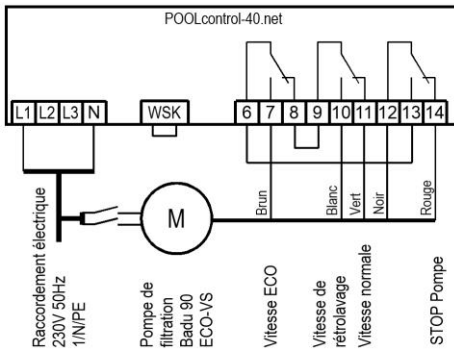 POOLcontrol-40.net
L1 L2 L3 N WSK 6 7 8 9 10 11 12 13 14
M
Brun
Blanc
Vert
Noir
Rouge
Raccordement électrique
230V 50Hz
1/N/PE
Pompe de
filtration
Badu 90
ECO-VS
Vitesse ECO
Vitesse de
rétrolavage
Vitesse normale
STOP Pompe